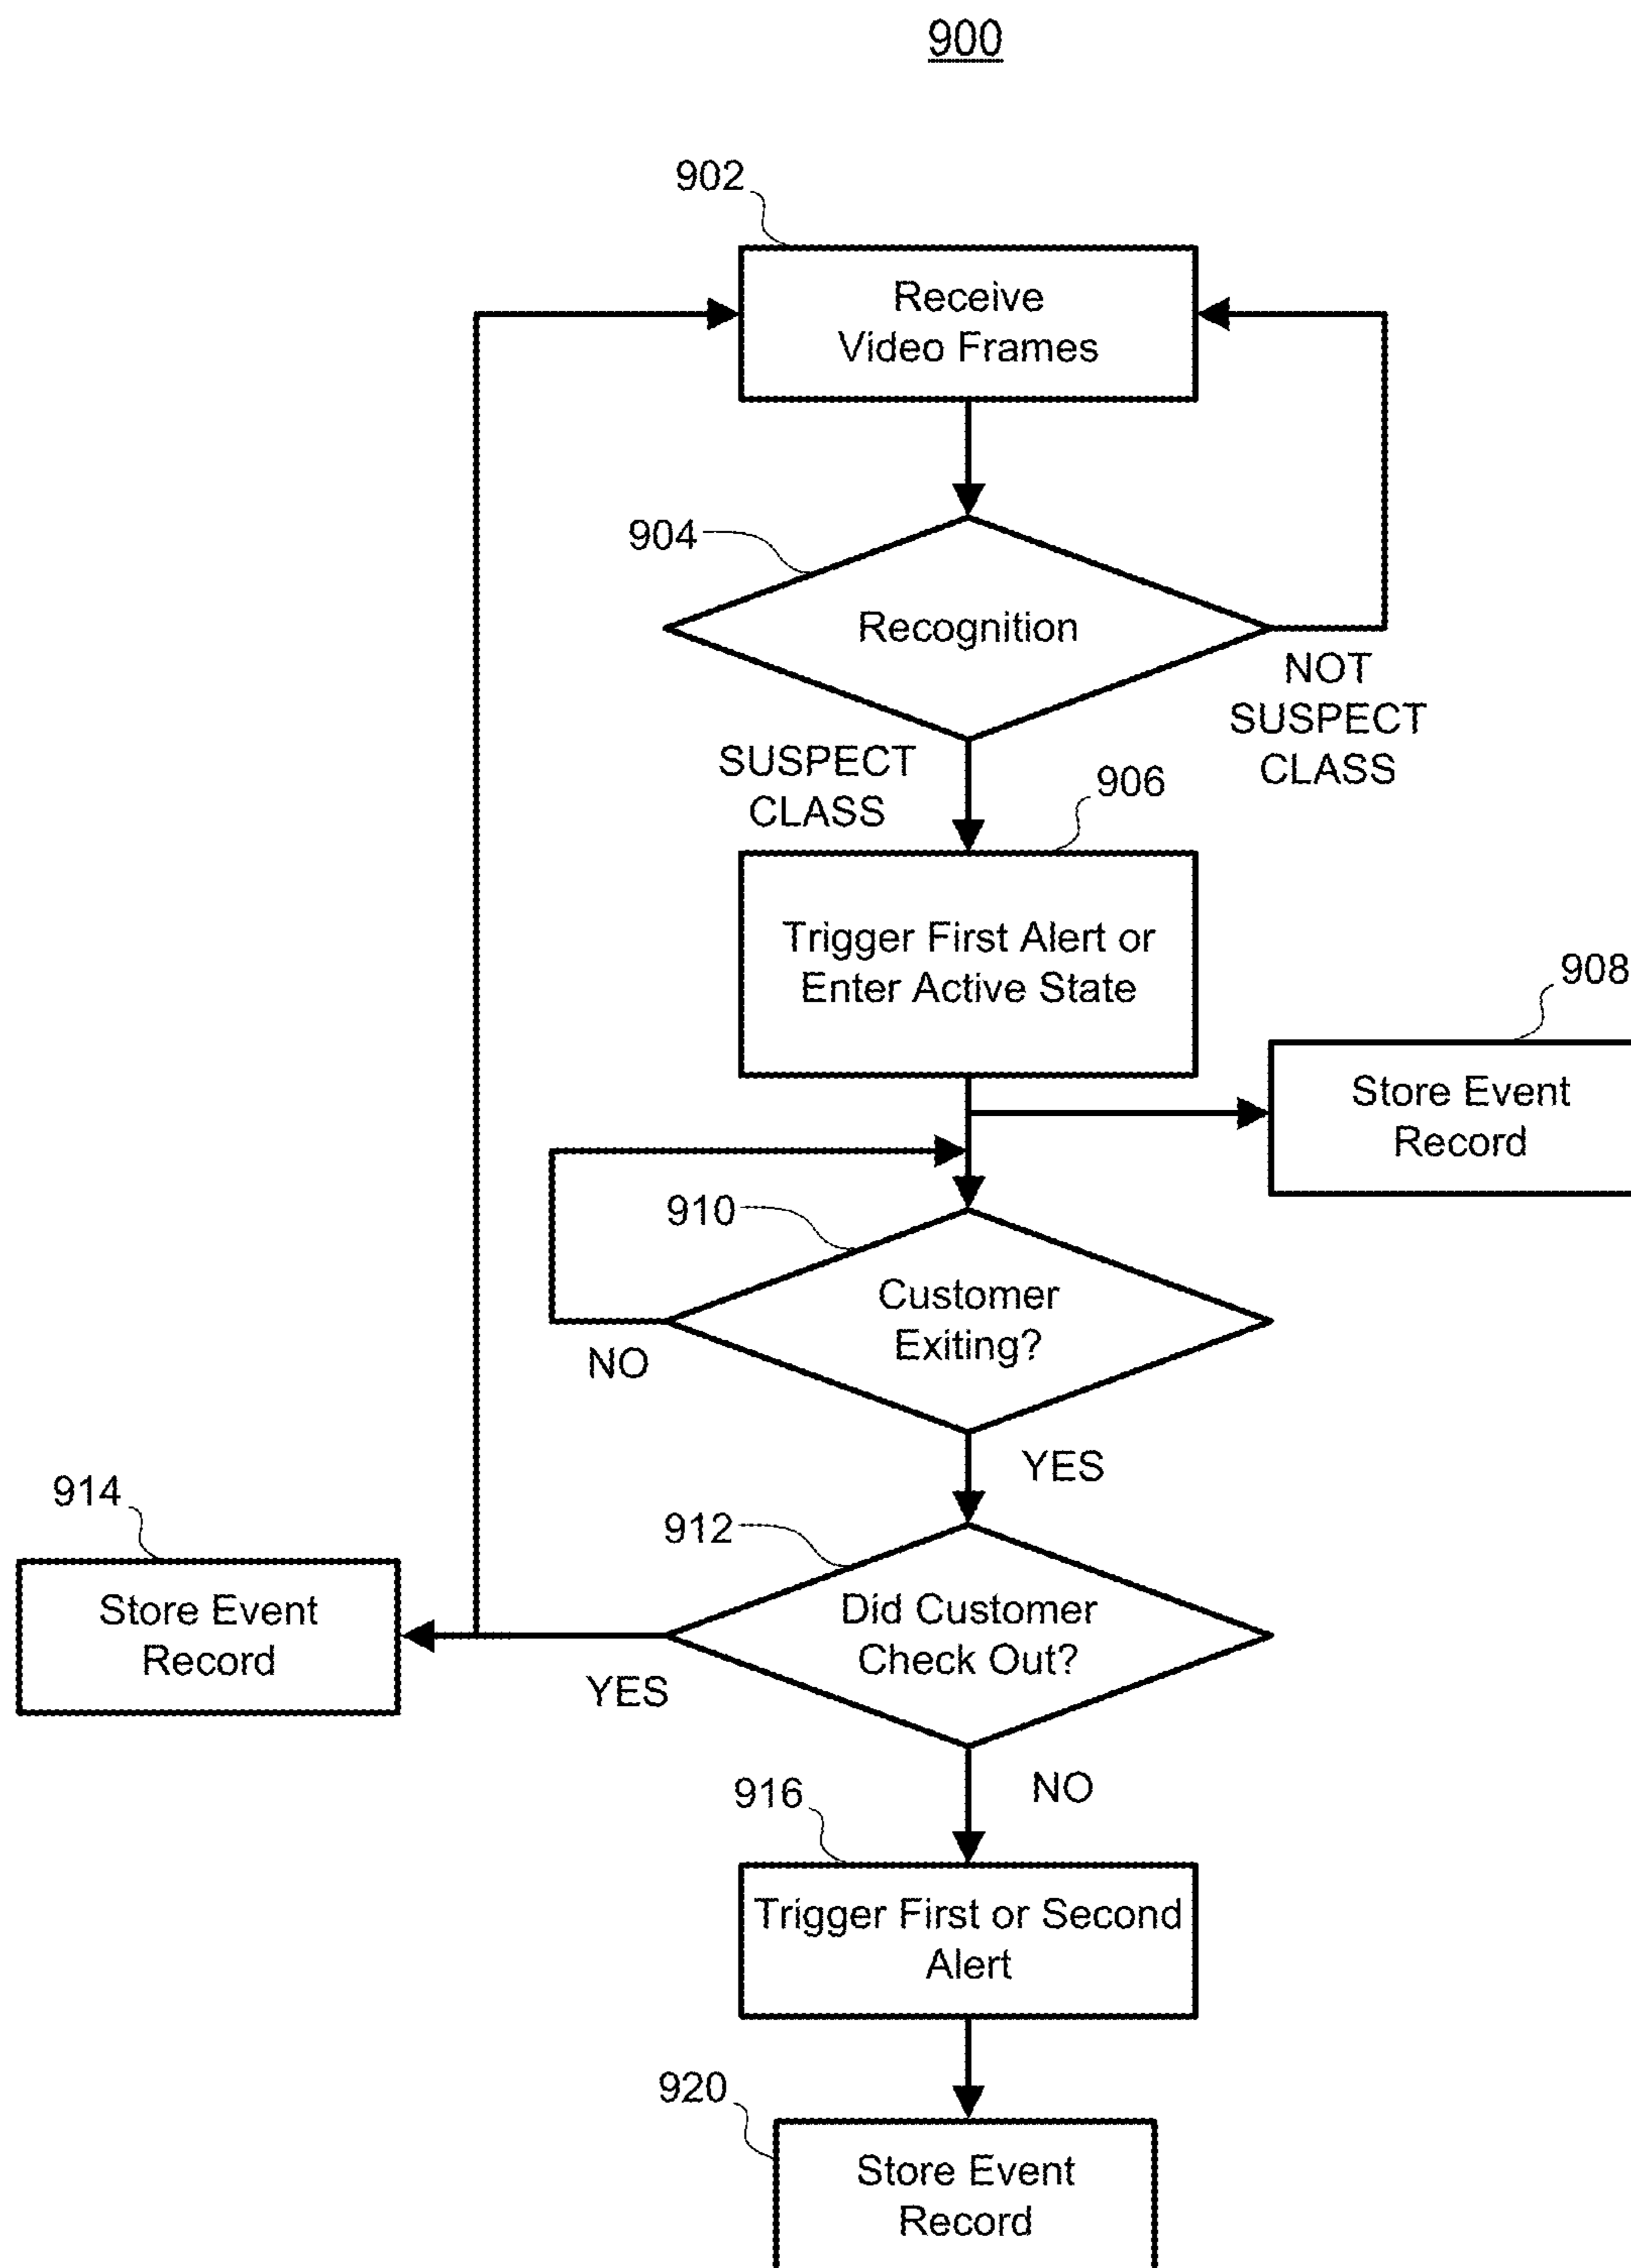 900
902
Receive
Video Frames
904
Recognition
NOT
SUSPECT
CLASS
SUSPECT
CLASS
906
Trigger First Alert or
Enter Active State
908
Store Event
Record
910
Customer
Exiting?
NO
YES
914
912
Store Event
Record
Did Customer
Check Out?
YES
NO
916
Trigger First or Second
Alert
920
Store Event
Record